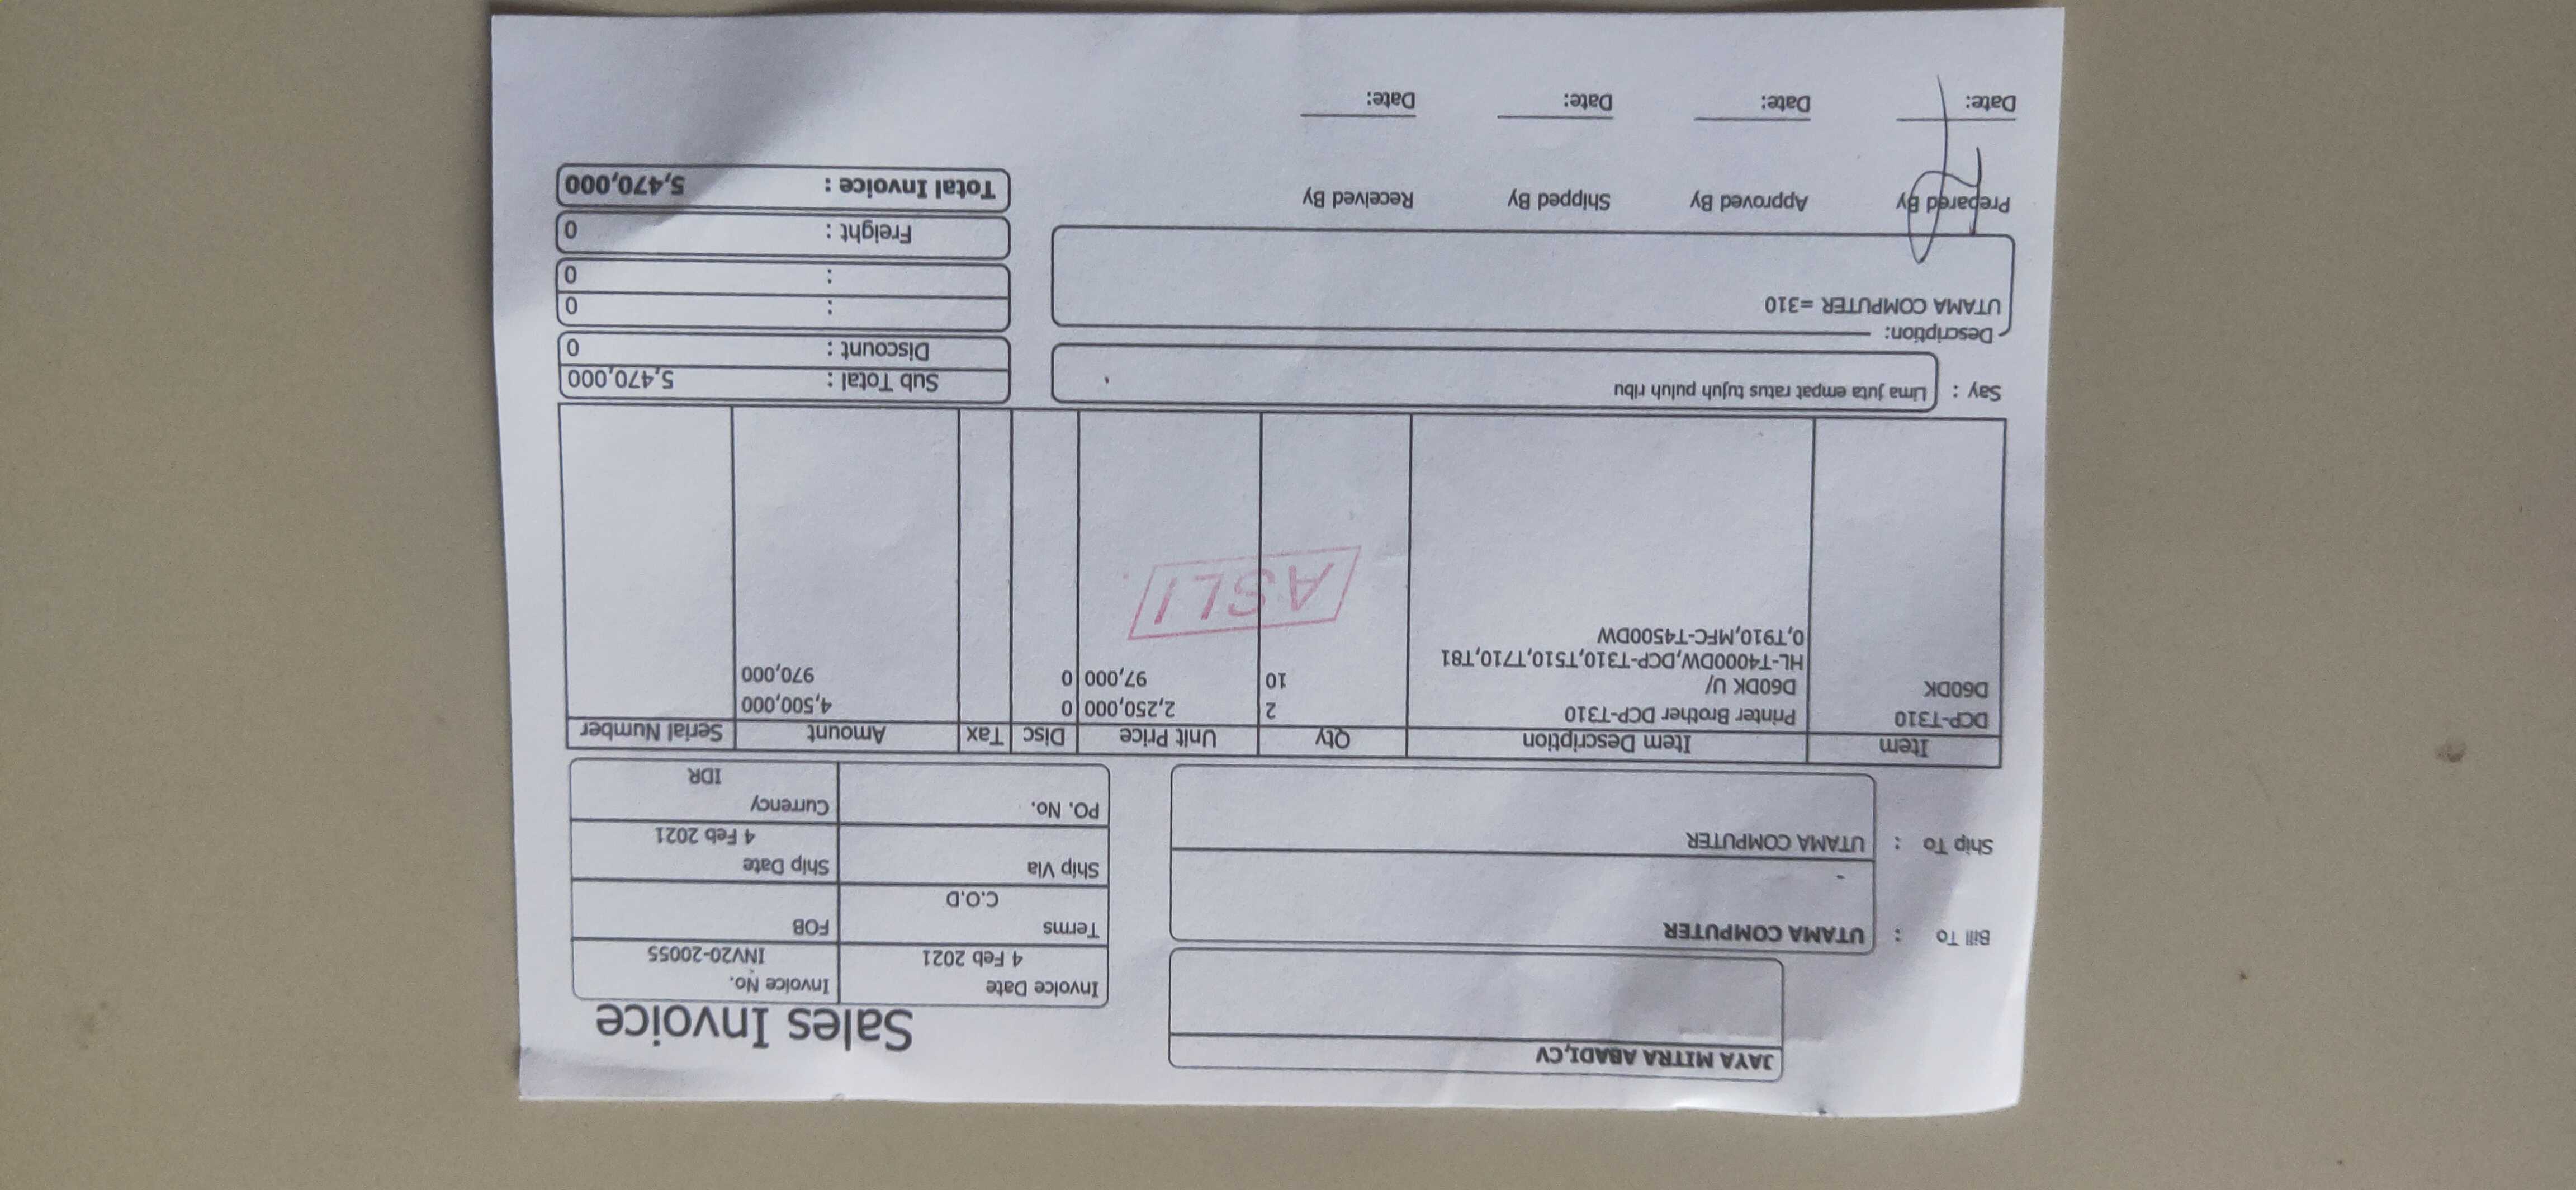 JAYA MITRA ABADI,CV
Sales Invoice
Bill To : UTAMA COMPUTER
-
Ship To : UTAMA COMPUTER
Invoice Date Invoice No.
4 Feb 2021 INV20-20055
Terms FOB
C.O.D
Ship Via Ship Date
4 Feb 2021
PO. No. Currency
IDR
Item Item Description Qty Unit Price Disc Tax Amount Serial Number
DCP-T310 Printer Brother DCP-T310 2 2,250,000 0 4,500,000
D60DK D60DK U/ 10 97,000 0 970,000
HL-T4000DW,DCP-T310,T510,T710,T81
0,T910,MFC-T4500DW
ASLI
Say : Lima juta empat ratus tujuh puluh ribu
Sub Total : 5,470,000
Discount : 0
: 0
: 0
Freight : 0
Total Invoice : 5,470,000
Description:
UTAMA COMPUTER =310
Prepared By Approved By Shipped By Received By
Date: Date: Date: Date: